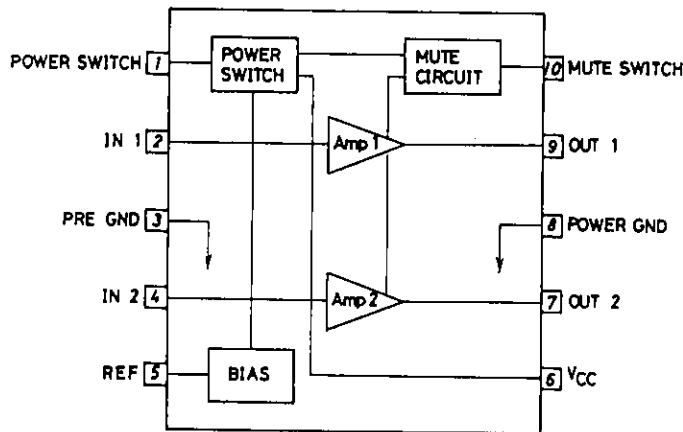 POWER SWITCH 1
POWER SWITCH
MUTE CIRCUIT
10 MUTE SWITCH
IN 1 2
Amp 1
9 OUT 1
PRE GND 3
8 POWER GND
IN 2 4
Amp 2
7 OUT 2
REF 5
BIAS
6 VCC